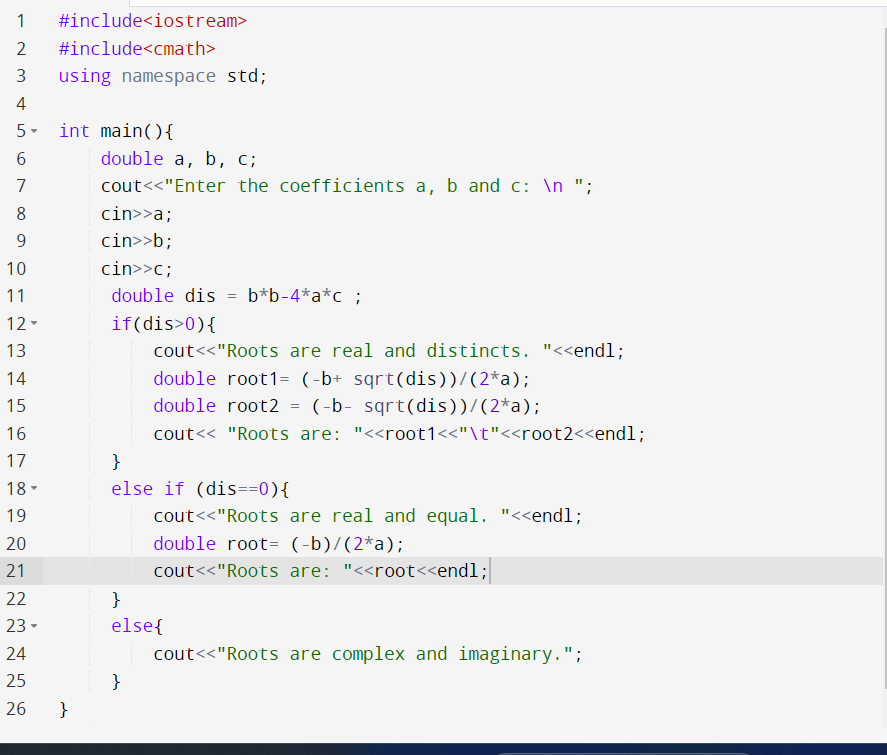 1 #include<iostream>
2 #include<cmath>
3 using namespace std;
4
5 int main(){
6     double a, b, c;
7     cout<<"Enter the coefficients a, b and c: \n ";
8     cin>>a;
9     cin>>b;
10     cin>>c;
11      double dis = b*b-4*a*c ;
12      if(dis>0){
13          cout<<"Roots are real and distincts. "<<endl;
14          double root1= (-b+ sqrt(dis))/(2*a);
15          double root2 = (-b- sqrt(dis))/(2*a);
16          cout<< "Roots are: "<<root1<<"\t"<<root2<<endl;
17      }
18      else if (dis==0){
19          cout<<"Roots are real and equal. "<<endl;
20          double root= (-b)/(2*a);
21          cout<<"Roots are: "<<root<<endl;
22      }
23      else{
24          cout<<"Roots are complex and imaginary.";
25      }
26 }